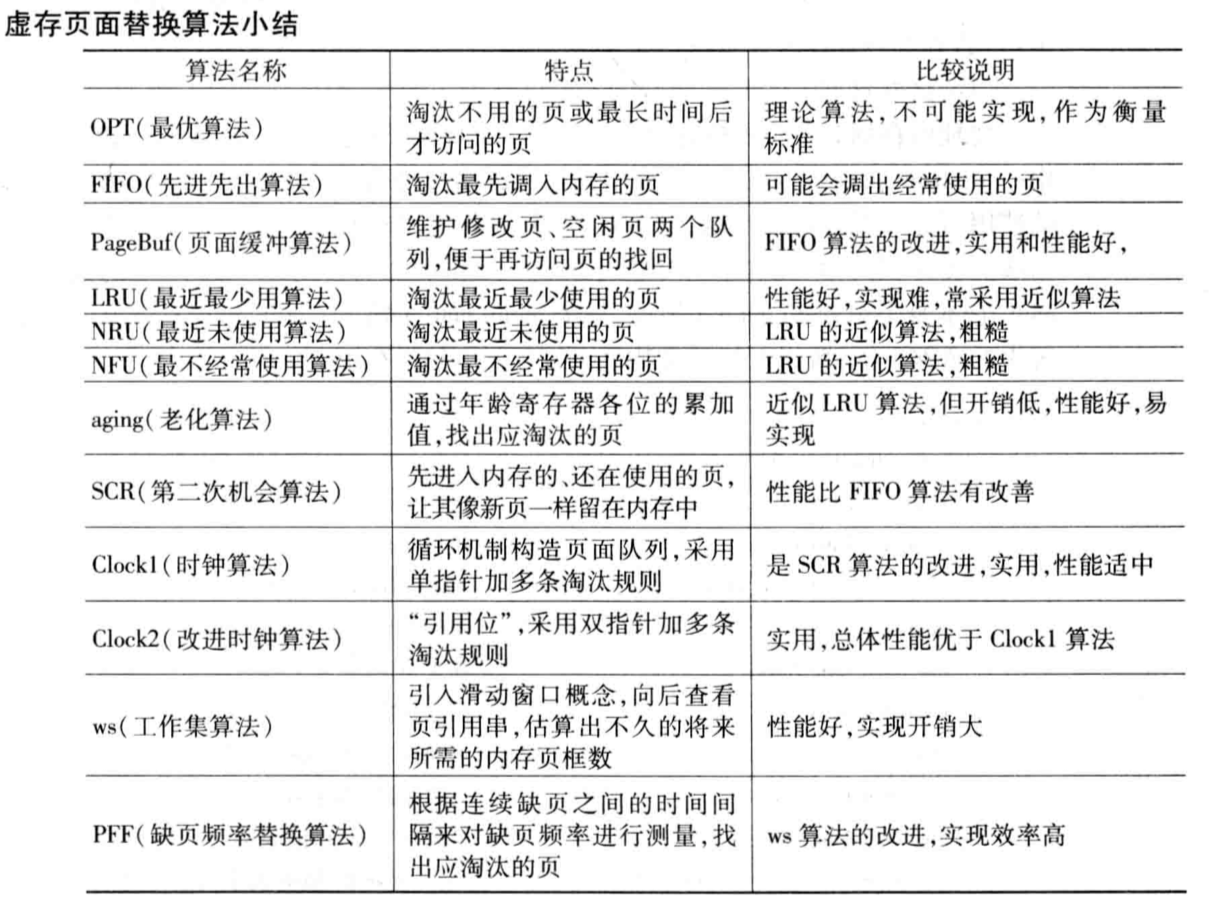 虚存页面替换算法小结
算法名称 特点 比较说明
OPT(最优算法) 淘汰不用的页或最长时间后 理论算法,不可能实现,作为衡量
才访问的页 标准
FIFO(先进先出算法) 淘汰最先调入内存的页 可能会调出经常使用的页
PageBuf(页面缓冲算法) 维护修改页、空闲页两个队 FIFO 算法的改进,实用和性能好,
列,便于再访问页的找回
LRU(最近最少用算法) 淘汰最近最少使用的页 性能好,实现难,常采用近似算法
NRU(最近未使用算法) 淘汰最近未使用的页 LRU 的近似算法,粗糙
NFU(最不经常使用算法) 淘汰最不经常使用的页 LRU 的近似算法,粗糙
aging(老化算法) 通过年龄寄存器各位的累加 近似 LRU 算法,但开销低,性能好,易
值,找出应淘汰的页 实现
SCR(第二次机会算法) 先进入内存的、还在使用的页, 性能比 FIFO 算法有改善
让其像新页一样留在内存中
Clock1(时钟算法) 循环机制构造页面队列,采用 是 SCR 算法的改进,实用,性能适中
单指针加多条淘汰规则
Clock2(改进时钟算法) “引用位”,采用双指针加多条 实用,总体性能优于 Clock1 算法
淘汰规则
ws(工作集算法) 引入滑动窗口概念,向后查看 性能好,实现开销大
页引用串,估算出不久的将来
所需的内存页框数
PFF(缺页频率替换算法) 根据连续缺页之间的时间间 ws 算法的改进,实现效率高
隔来对缺页频率进行测量,找
出应淘汰的页